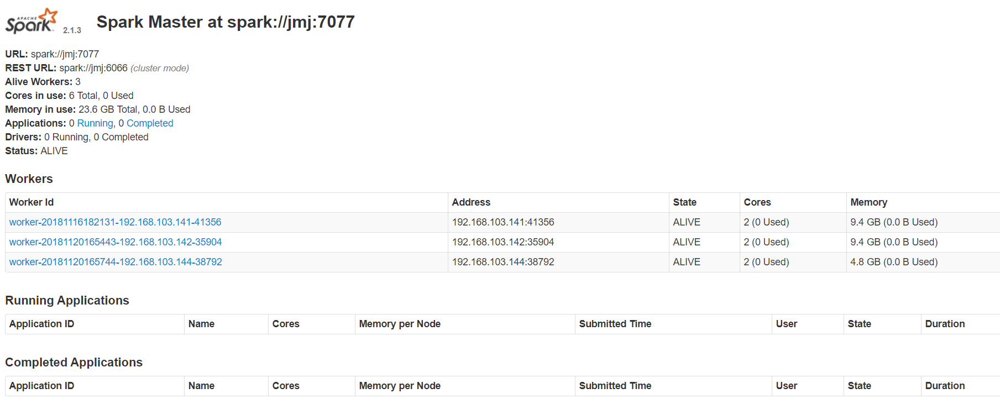 APACHE Spark 2.1.3 Spark Master at spark://jmj:7077
URL: spark://jmj:7077
REST URL: spark://jmj:6066 (cluster mode)
Alive Workers: 3
Cores in use: 6 Total, 0 Used
Memory in use: 23.6 GB Total, 0.0 B Used
Applications: 0 Running, 0 Completed
Drivers: 0 Running, 0 Completed
Status: ALIVE
Workers
Worker Id Address State Cores Memory
worker-20181116182131-192.168.103.141-41356 192.168.103.141:41356 ALIVE 2 (0 Used) 9.4 GB (0.0 B Used)
worker-20181120165443-192.168.103.142-35904 192.168.103.142:35904 ALIVE 2 (0 Used) 9.4 GB (0.0 B Used)
worker-20181120165744-192.168.103.144-38792 192.168.103.144:38792 ALIVE 2 (0 Used) 4.8 GB (0.0 B Used)
Running Applications
Application ID Name Cores Memory per Node Submitted Time User State Duration
Completed Applications
Application ID Name Cores Memory per Node Submitted Time User State Duration